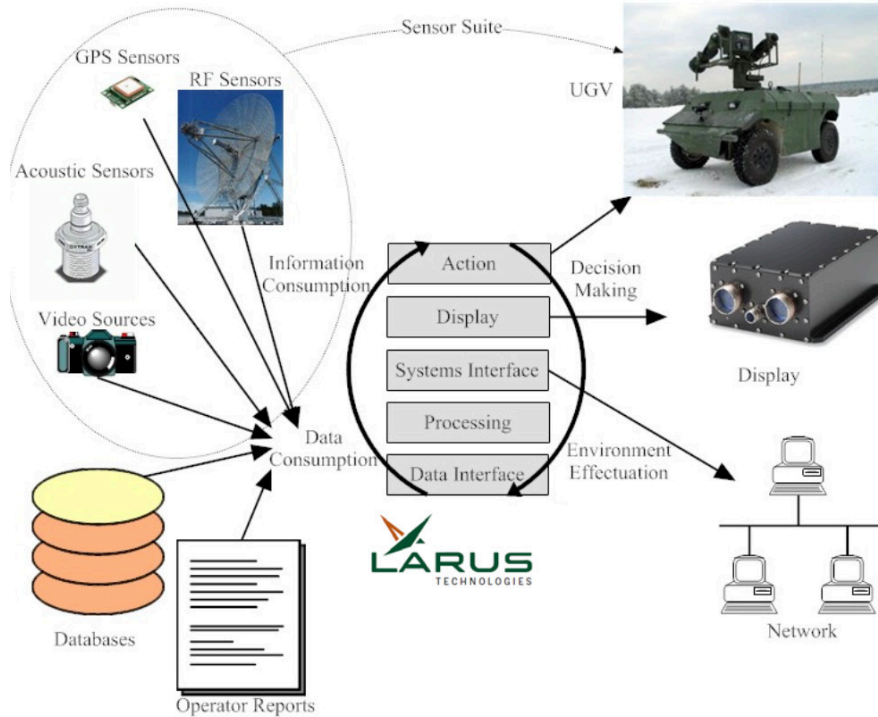 Sensor Suite
GPS Sensors
RF Sensors
UGV
Acoustic Sensors
Information
Consumption
Action
Decision
Making
Video Sources
Display
Systems Interface
Display
Processing
Data
Consumption
Data Interface
Environment
Effectuation
LARUS
TECHNOLOGIES
Databases
Network
Operator Reports